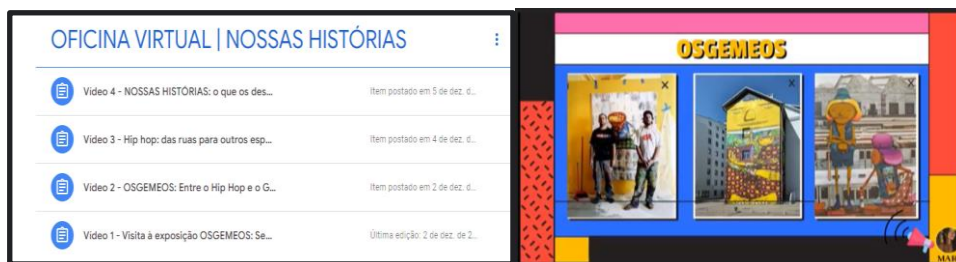 OFICINA VIRTUAL | NOSSAS HISTÓRIAS
Vídeo 4 - NOSSAS HISTÓRIAS: o que os des...
Item postado em 5 de dez. d...
Vídeo 3 - Hip hop: das ruas para outros esp...
Item postado em 4 de dez. d...
Vídeo 2 - OSGEMEOS: Entre o Hip Hop e o G...
Item postado em 2 de dez. d...
Vídeo 1 - Visita à exposição OSGEMEOS: Se...
Última edição: 2 de dez. de 2...
OSGEMEOS